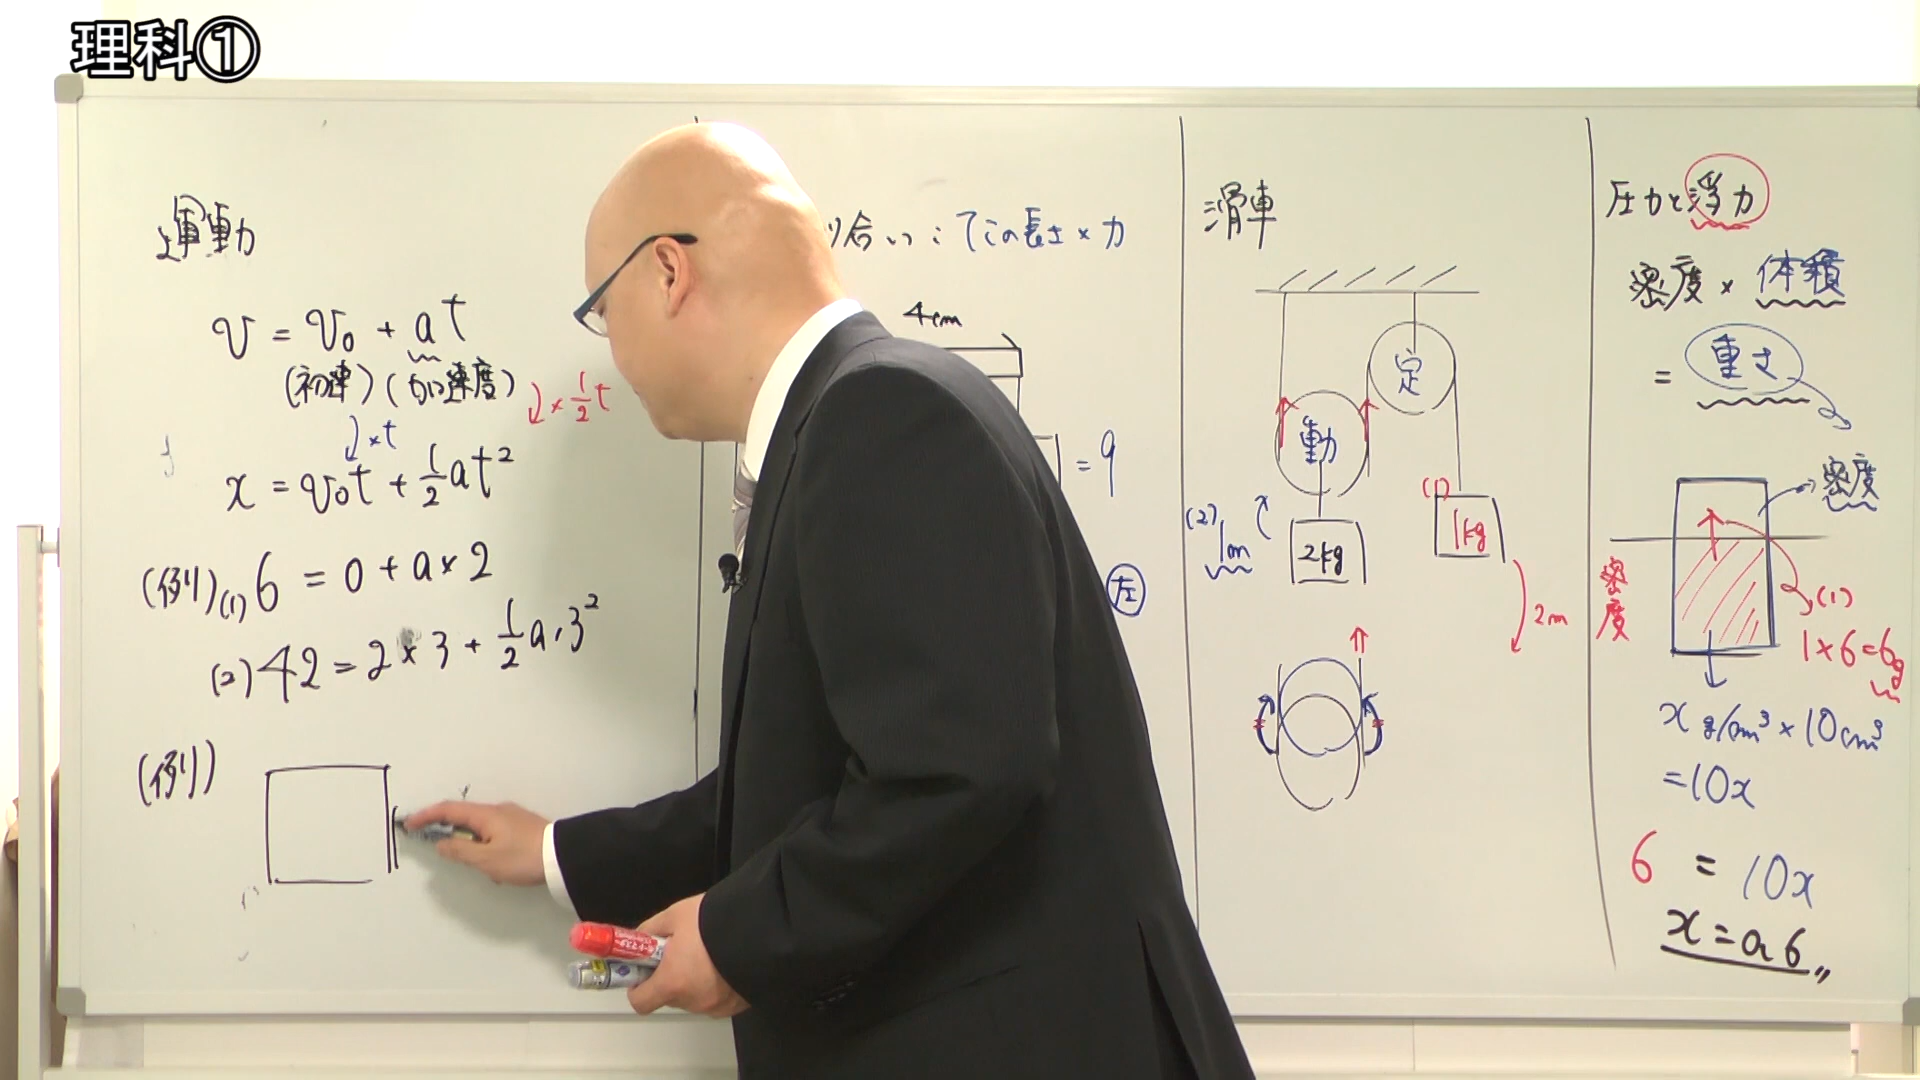 理科①
運動
v = v₀ + at
(初速)(加速度)
↓×t
↓×½t
x = v₀t + ½at²
(例)(1) 6 = 0 + a×2
(2) 42 = 2×3 + ½a・3²
(例)
り合い:てこの長さ×力
4cm
= 9
左
滑車
定
動
(1)
1kg
(2)
1m
2kg
2m
圧力と浮力
密度×体積
= 重さ
密度
密度
(1)
1×6=6g
x g/cm³×10cm³
=10x
6 = 10x
x=0.6〃